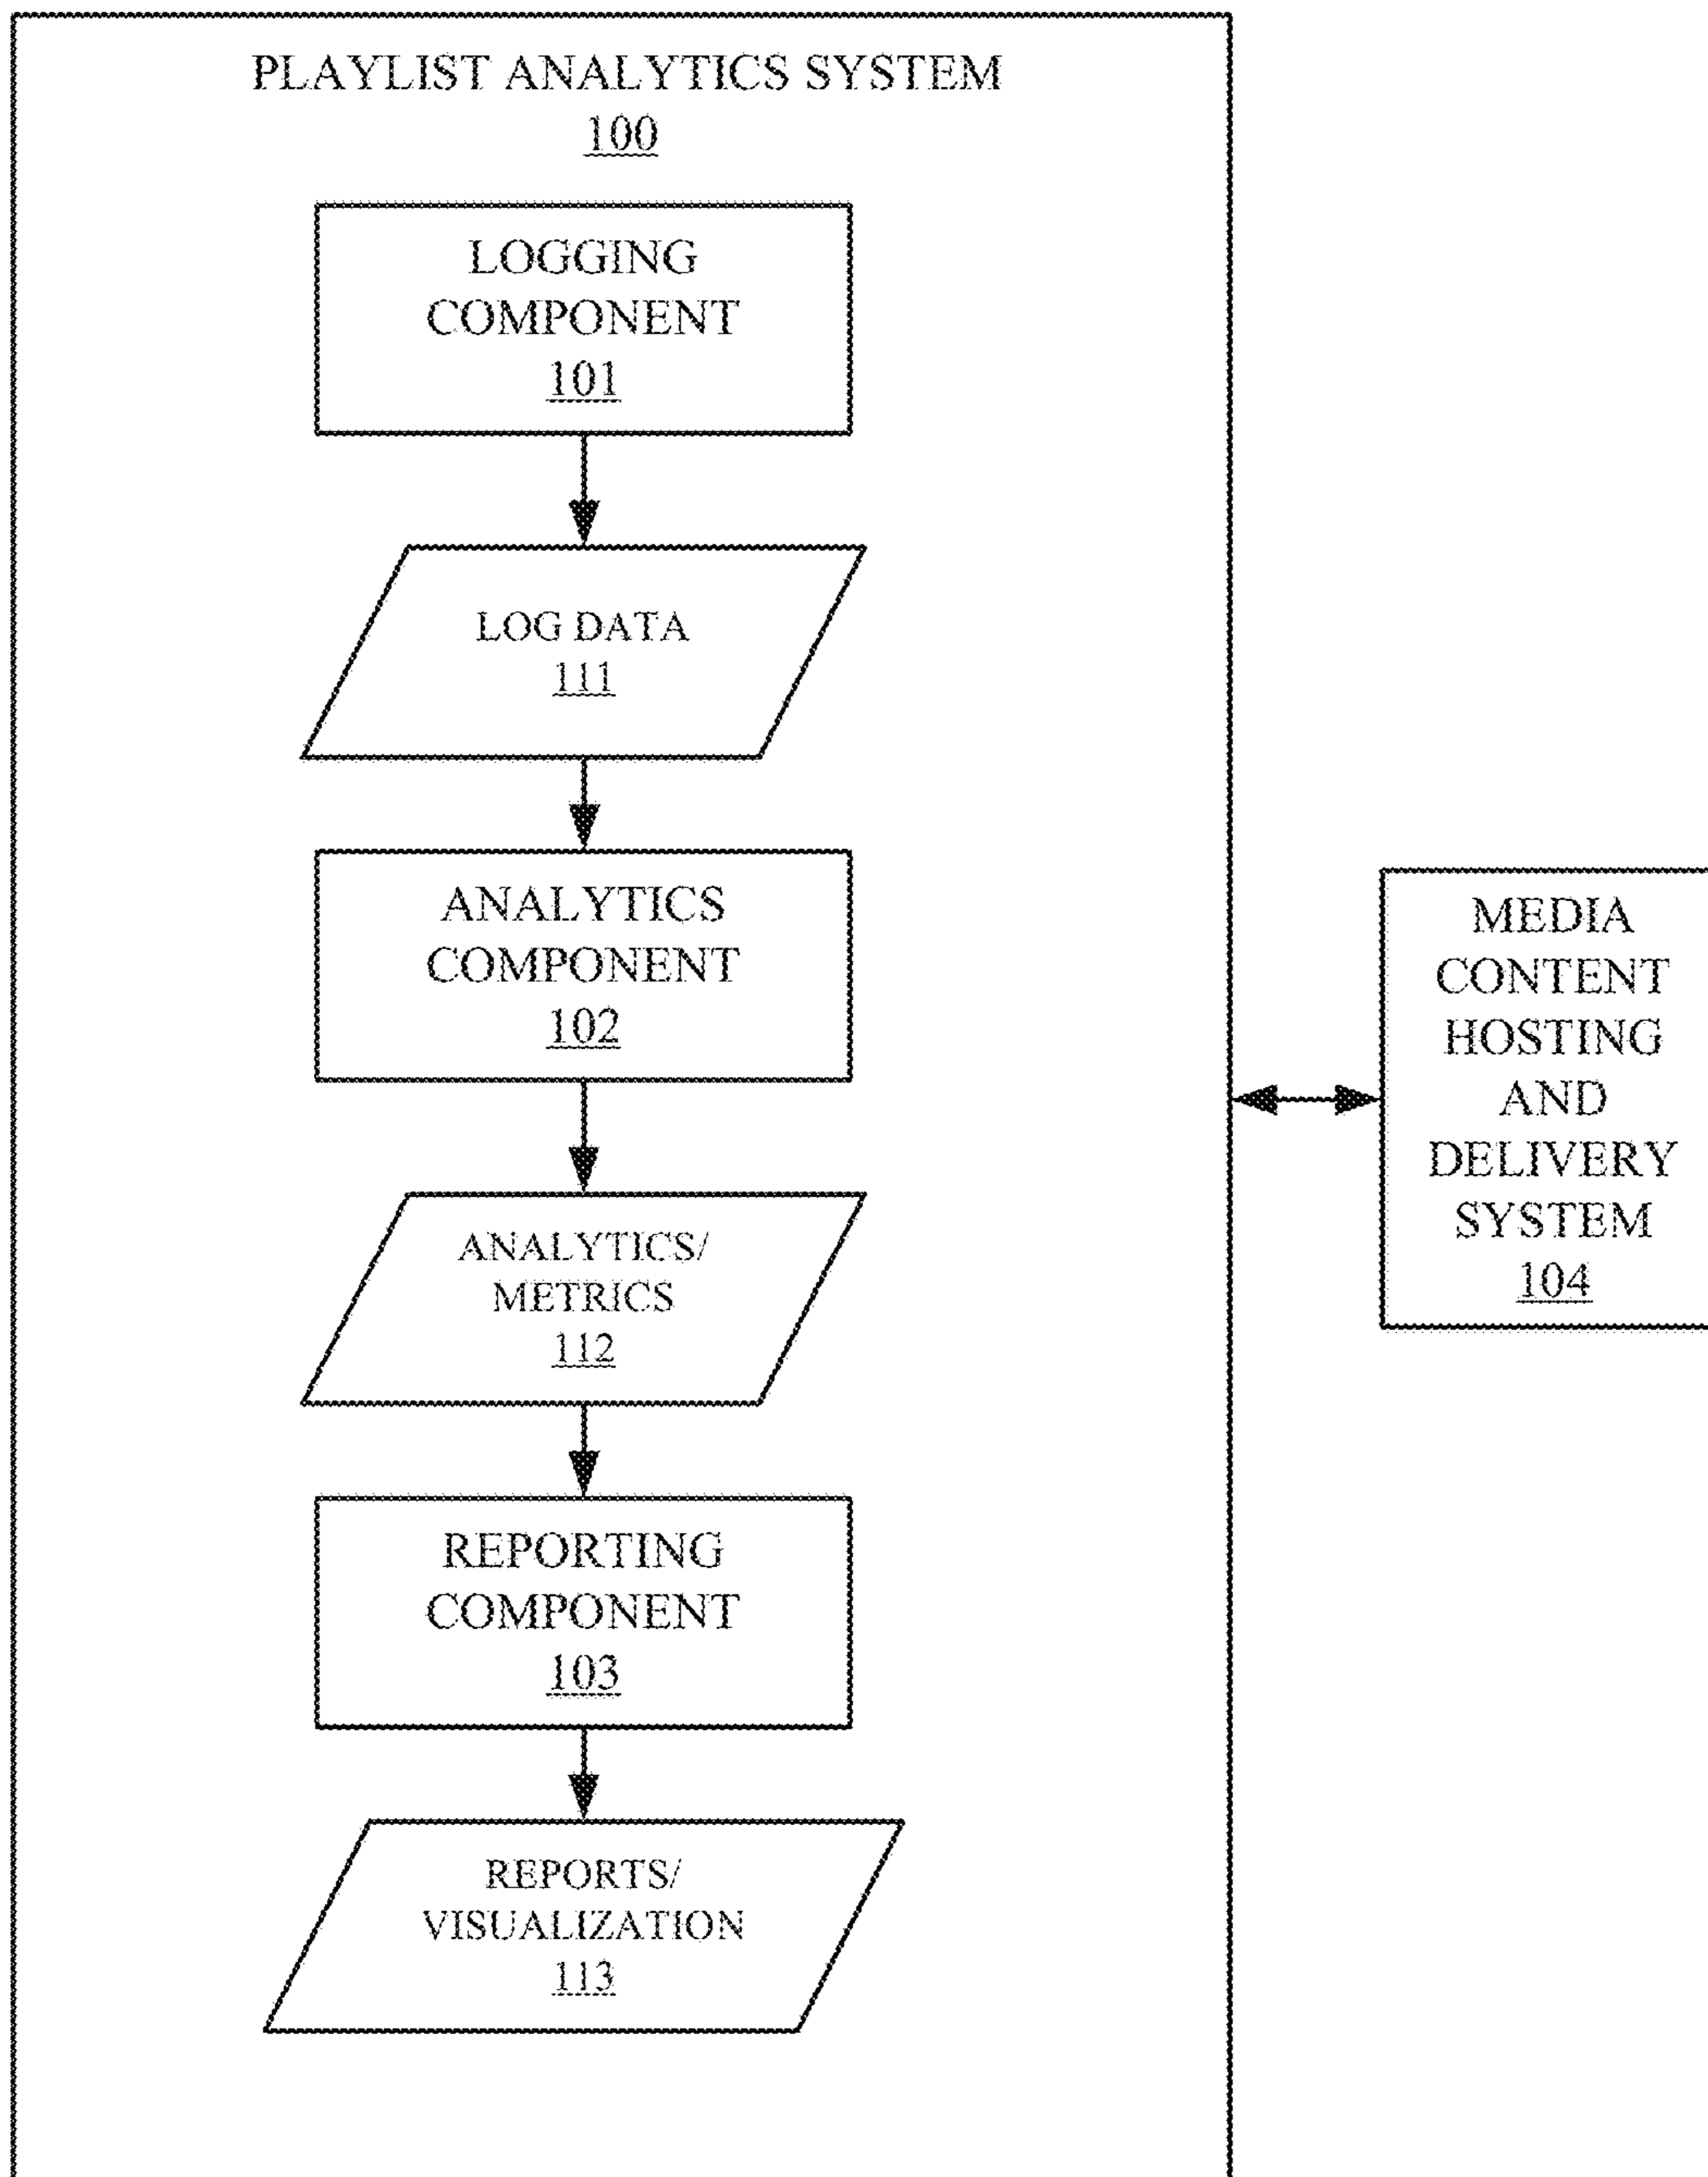 PLAYLIST ANALYTICS SYSTEM
100
LOGGING
COMPONENT
101
LOG DATA
111
ANALYTICS
COMPONENT
102
ANALYTICS/
METRICS
112
REPORTING
COMPONENT
103
REPORTS/
VISUALIZATION
113
MEDIA
CONTENT
HOSTING
AND
DELIVERY
SYSTEM
104